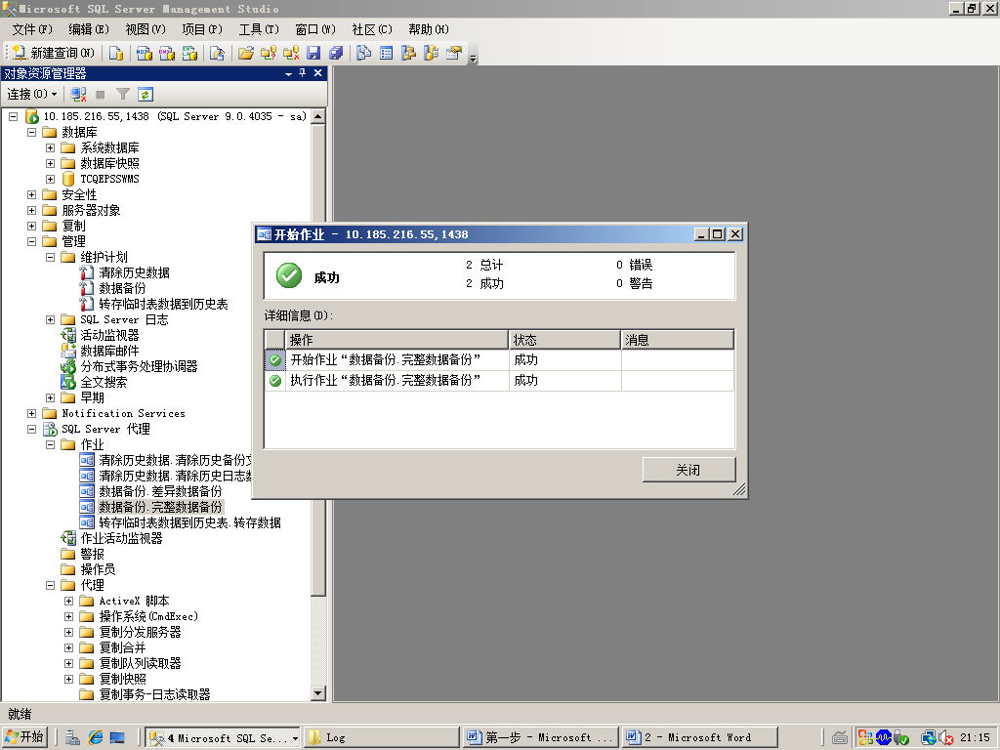 Microsoft SQL Server Management Studio
文件(F) 编辑(E) 视图(V) 项目(P) 工具(T) 窗口(W) 社区(C) 帮助(H)
新建查询(N)
对象资源管理器
连接(O)
10.185.216.55,1438 (SQL Server 9.0.4035 - sa)
数据库
系统数据库
数据库快照
TCQEPSSWMS
安全性
服务器对象
复制
管理
维护计划
清除历史数据
数据备份
转存临时表数据到历史表
SQL Server 日志
活动监视器
数据库邮件
分布式事务处理协调器
全文搜索
早期
Notification Services
SQL Server 代理
作业
清除历史数据.清除历史备份
清除历史数据.清除历史日志
数据备份.差异数据备份
数据备份.完整数据备份
转存临时表数据到历史表.转存数据
作业活动监视器
警报
操作员
代理
ActiveX 脚本
操作系统(CmdExec)
复制分发服务器
复制合并
复制队列读取器
复制快照
复制事务-日志读取器
开始作业 - 10.185.216.55,1438
成功
2 总计 0 错误
2 成功 0 警告
详细信息(D):
操作 状态 消息
开始作业“数据备份.完整数据备份” 成功
执行作业“数据备份.完整数据备份” 成功
关闭
就绪
开始 4 Microsoft SQL Se... Log 第一步 - Microsoft ... 2 - Microsoft Word 21:15